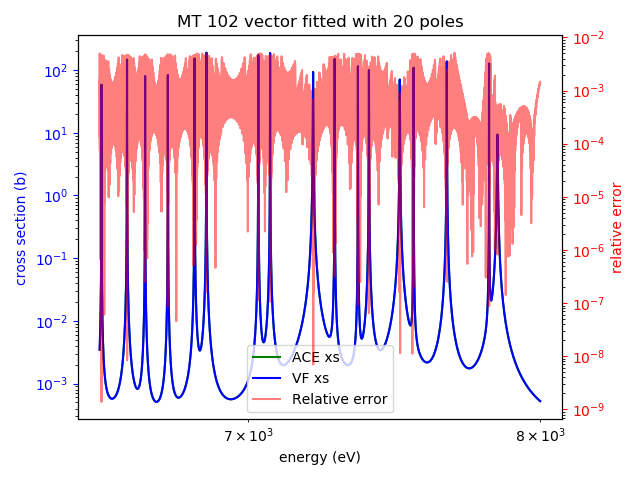 MT 102 vector fitted with 20 poles
cross section (b)
10²
10¹
10⁰
10⁻¹
10⁻²
10⁻³
10⁻²
10⁻³
10⁻⁴
10⁻⁵
10⁻⁶
10⁻⁷
10⁻⁸
10⁻⁹
relative error
ACE xs
VF xs
Relative error
7 × 10³
8 × 10³
energy (eV)